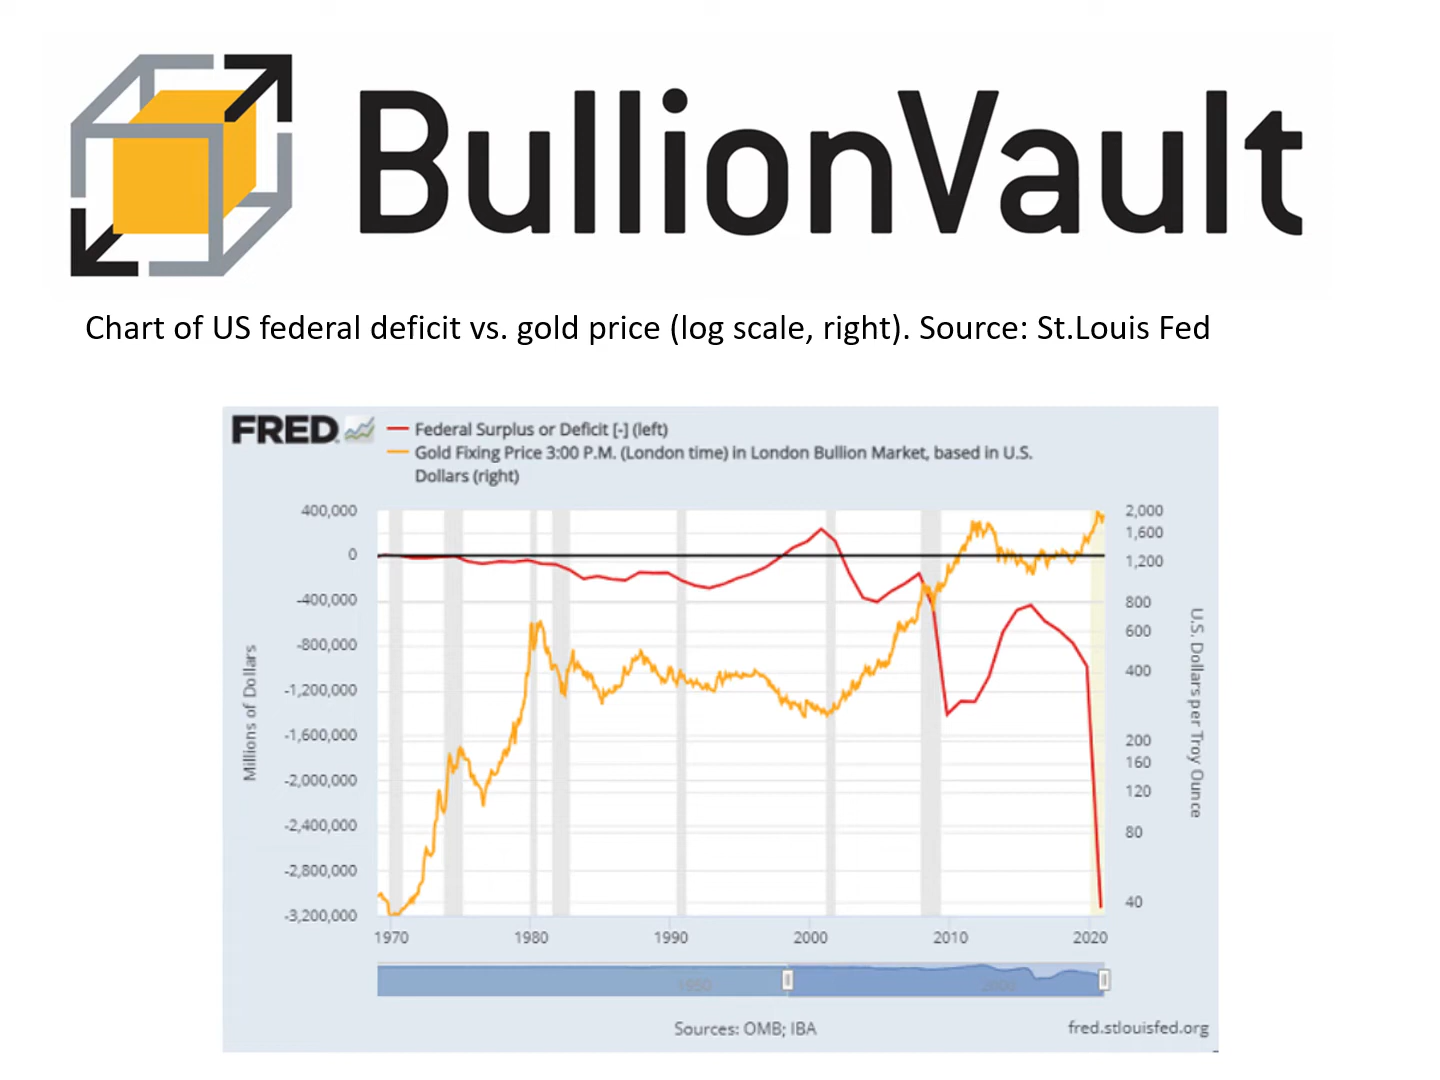 BullionVault
Chart of US federal deficit vs. gold price (log scale, right). Source: St.Louis Fed
FRED
Federal Surplus or Deficit [-] (left)
Gold Fixing Price 3:00 P.M. (London time) in London Bullion Market, based in U.S.
Dollars (right)
400,000
0
-400,000
-800,000
-1,200,000
-1,600,000
-2,000,000
-2,400,000
-2,800,000
-3,200,000
Millions of Dollars
2,000
1,600
1,200
800
600
400
200
160
120
80
40
U.S. Dollars per Troy Ounce
1970
1980
1990
2000
2010
2020
1950
2000
Sources: OMB; IBA
fred.stlouisfed.org